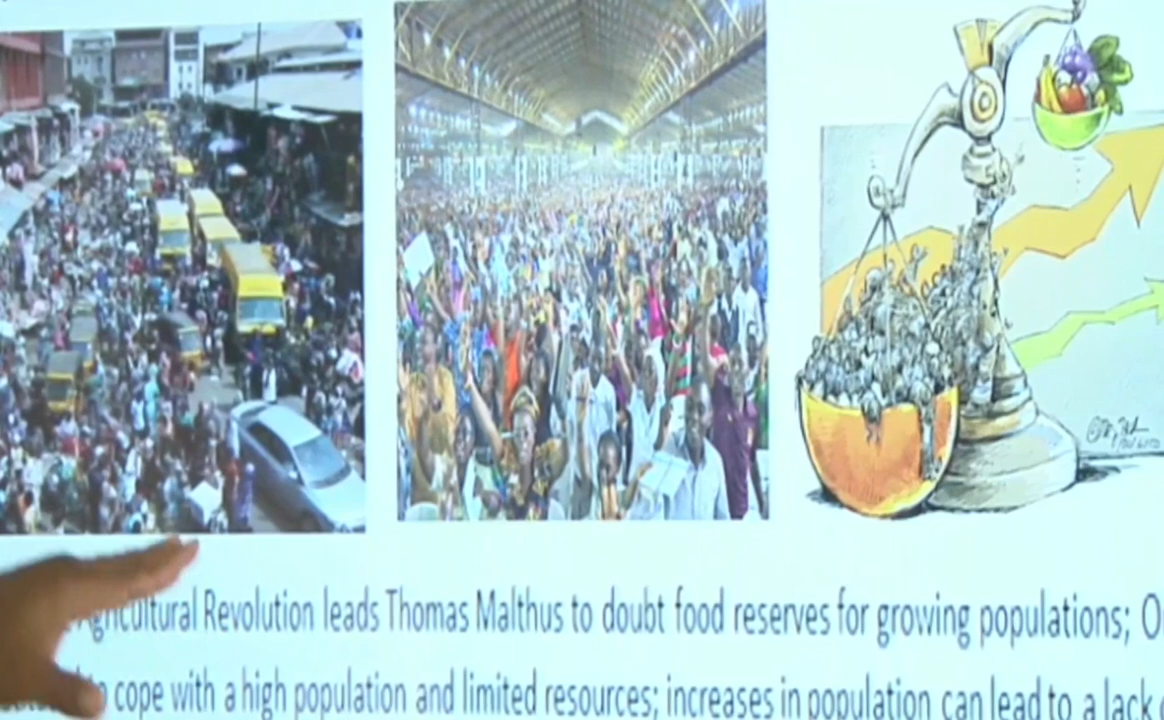 Agricultural Revolution leads Thomas Malthus to doubt food reserves for growing populations; O
to cope with a high population and limited resources; increases in population can lead to a lack